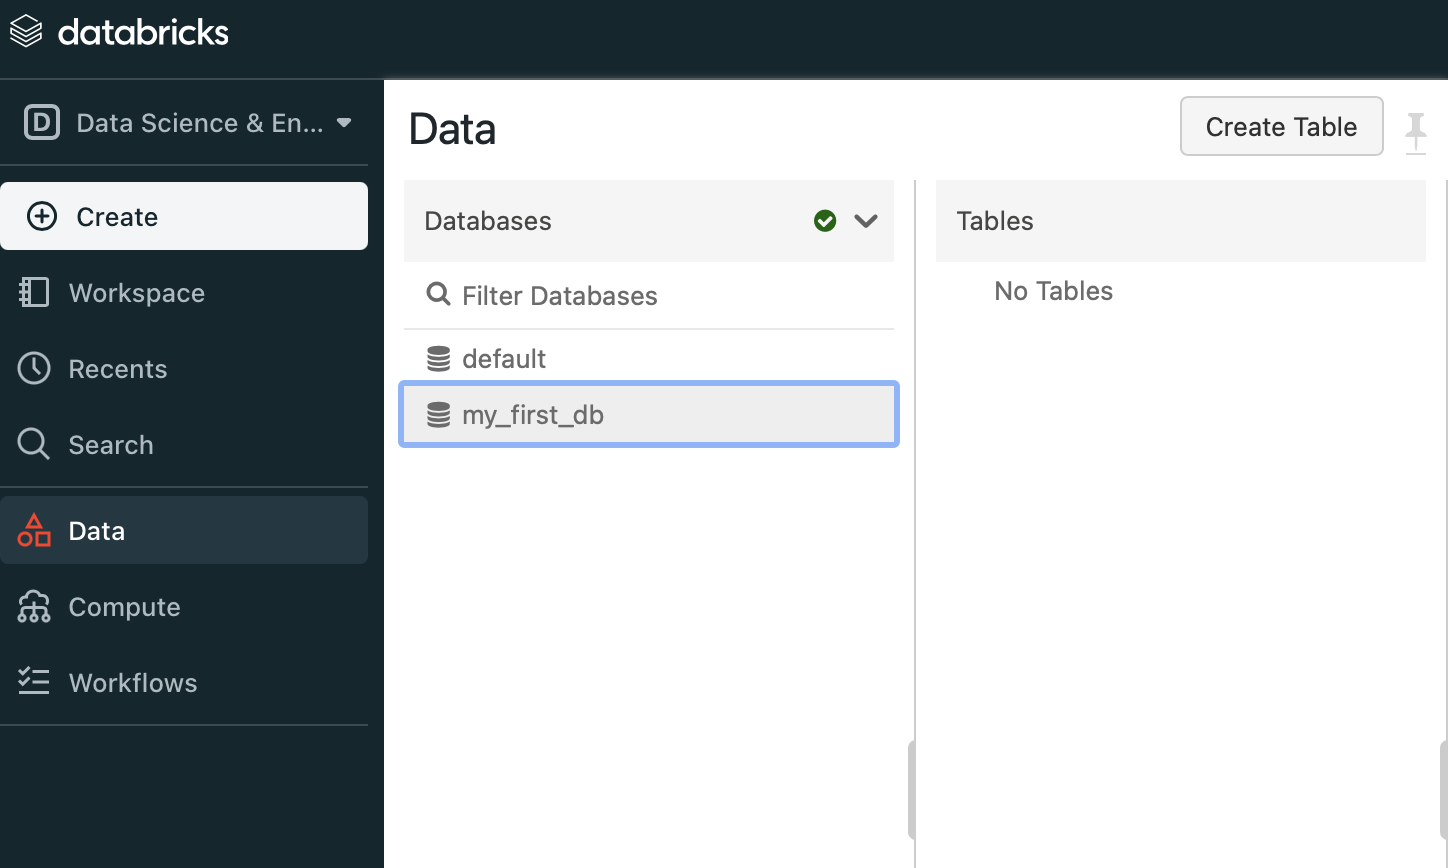 databricks
D
Data Science & En...
Create
Workspace
Recents
Search
Data
Compute
Workflows
Data
Create Table
Databases
Filter Databases
default
my_first_db
Tables
No Tables